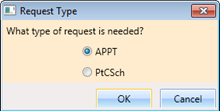 Request Type
What type of request is needed?
APPT
PtCSch
OK Cancel